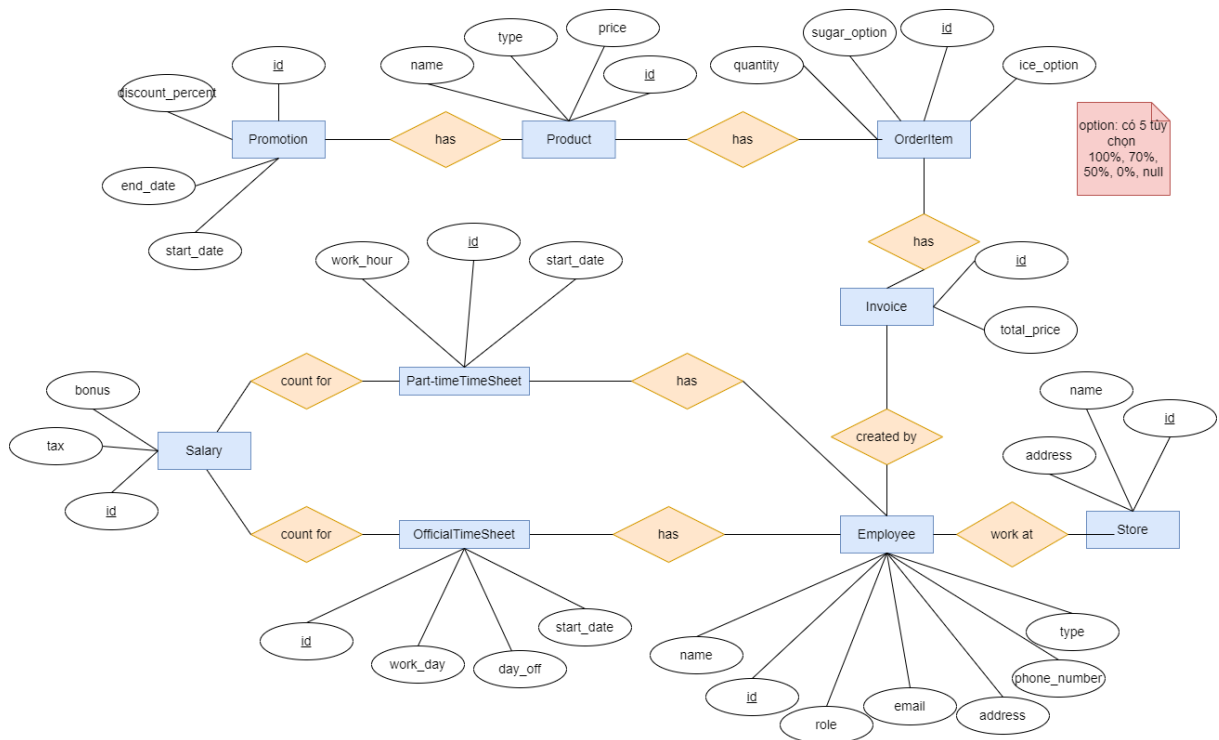 price
type
sugar_option
id
name
id
quantity
ice_option
id
discount_percent
Promotion
has
Product
has
OrderItem
option: có 5 tùy
chọn
100%, 70%,
50%, 0%, null
end_date
start_date
id
work_hour
start_date
has
id
Invoice
total_price
count for
Part-timeTimeSheet
has
bonus
name
id
tax
Salary
created by
address
id
count for
OfficialTimeSheet
has
Employee
work at
Store
id
work_day
day_off
start_date
name
id
role
email
address
phone_number
type